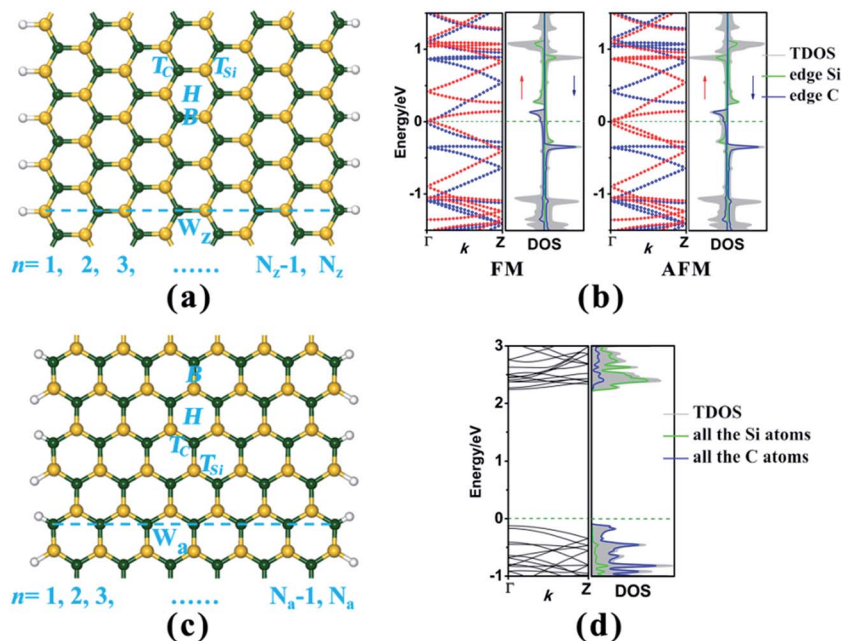 T_C T_Si
H
B
W_z
n= 1, 2, 3, ...... N_z-1, N_z
(a)
Energy/eV
1
0
-1
Γ k Z
DOS
FM
Γ k Z
DOS
AFM
TDOS
edge Si
edge C
(b)
B
H
T_C
T_Si
W_a
n= 1, 2, 3, ...... N_a-1, N_a
(c)
Energy/eV
3
2
1
0
-1
Γ k Z
DOS
TDOS
all the Si atoms
all the C atoms
(d)